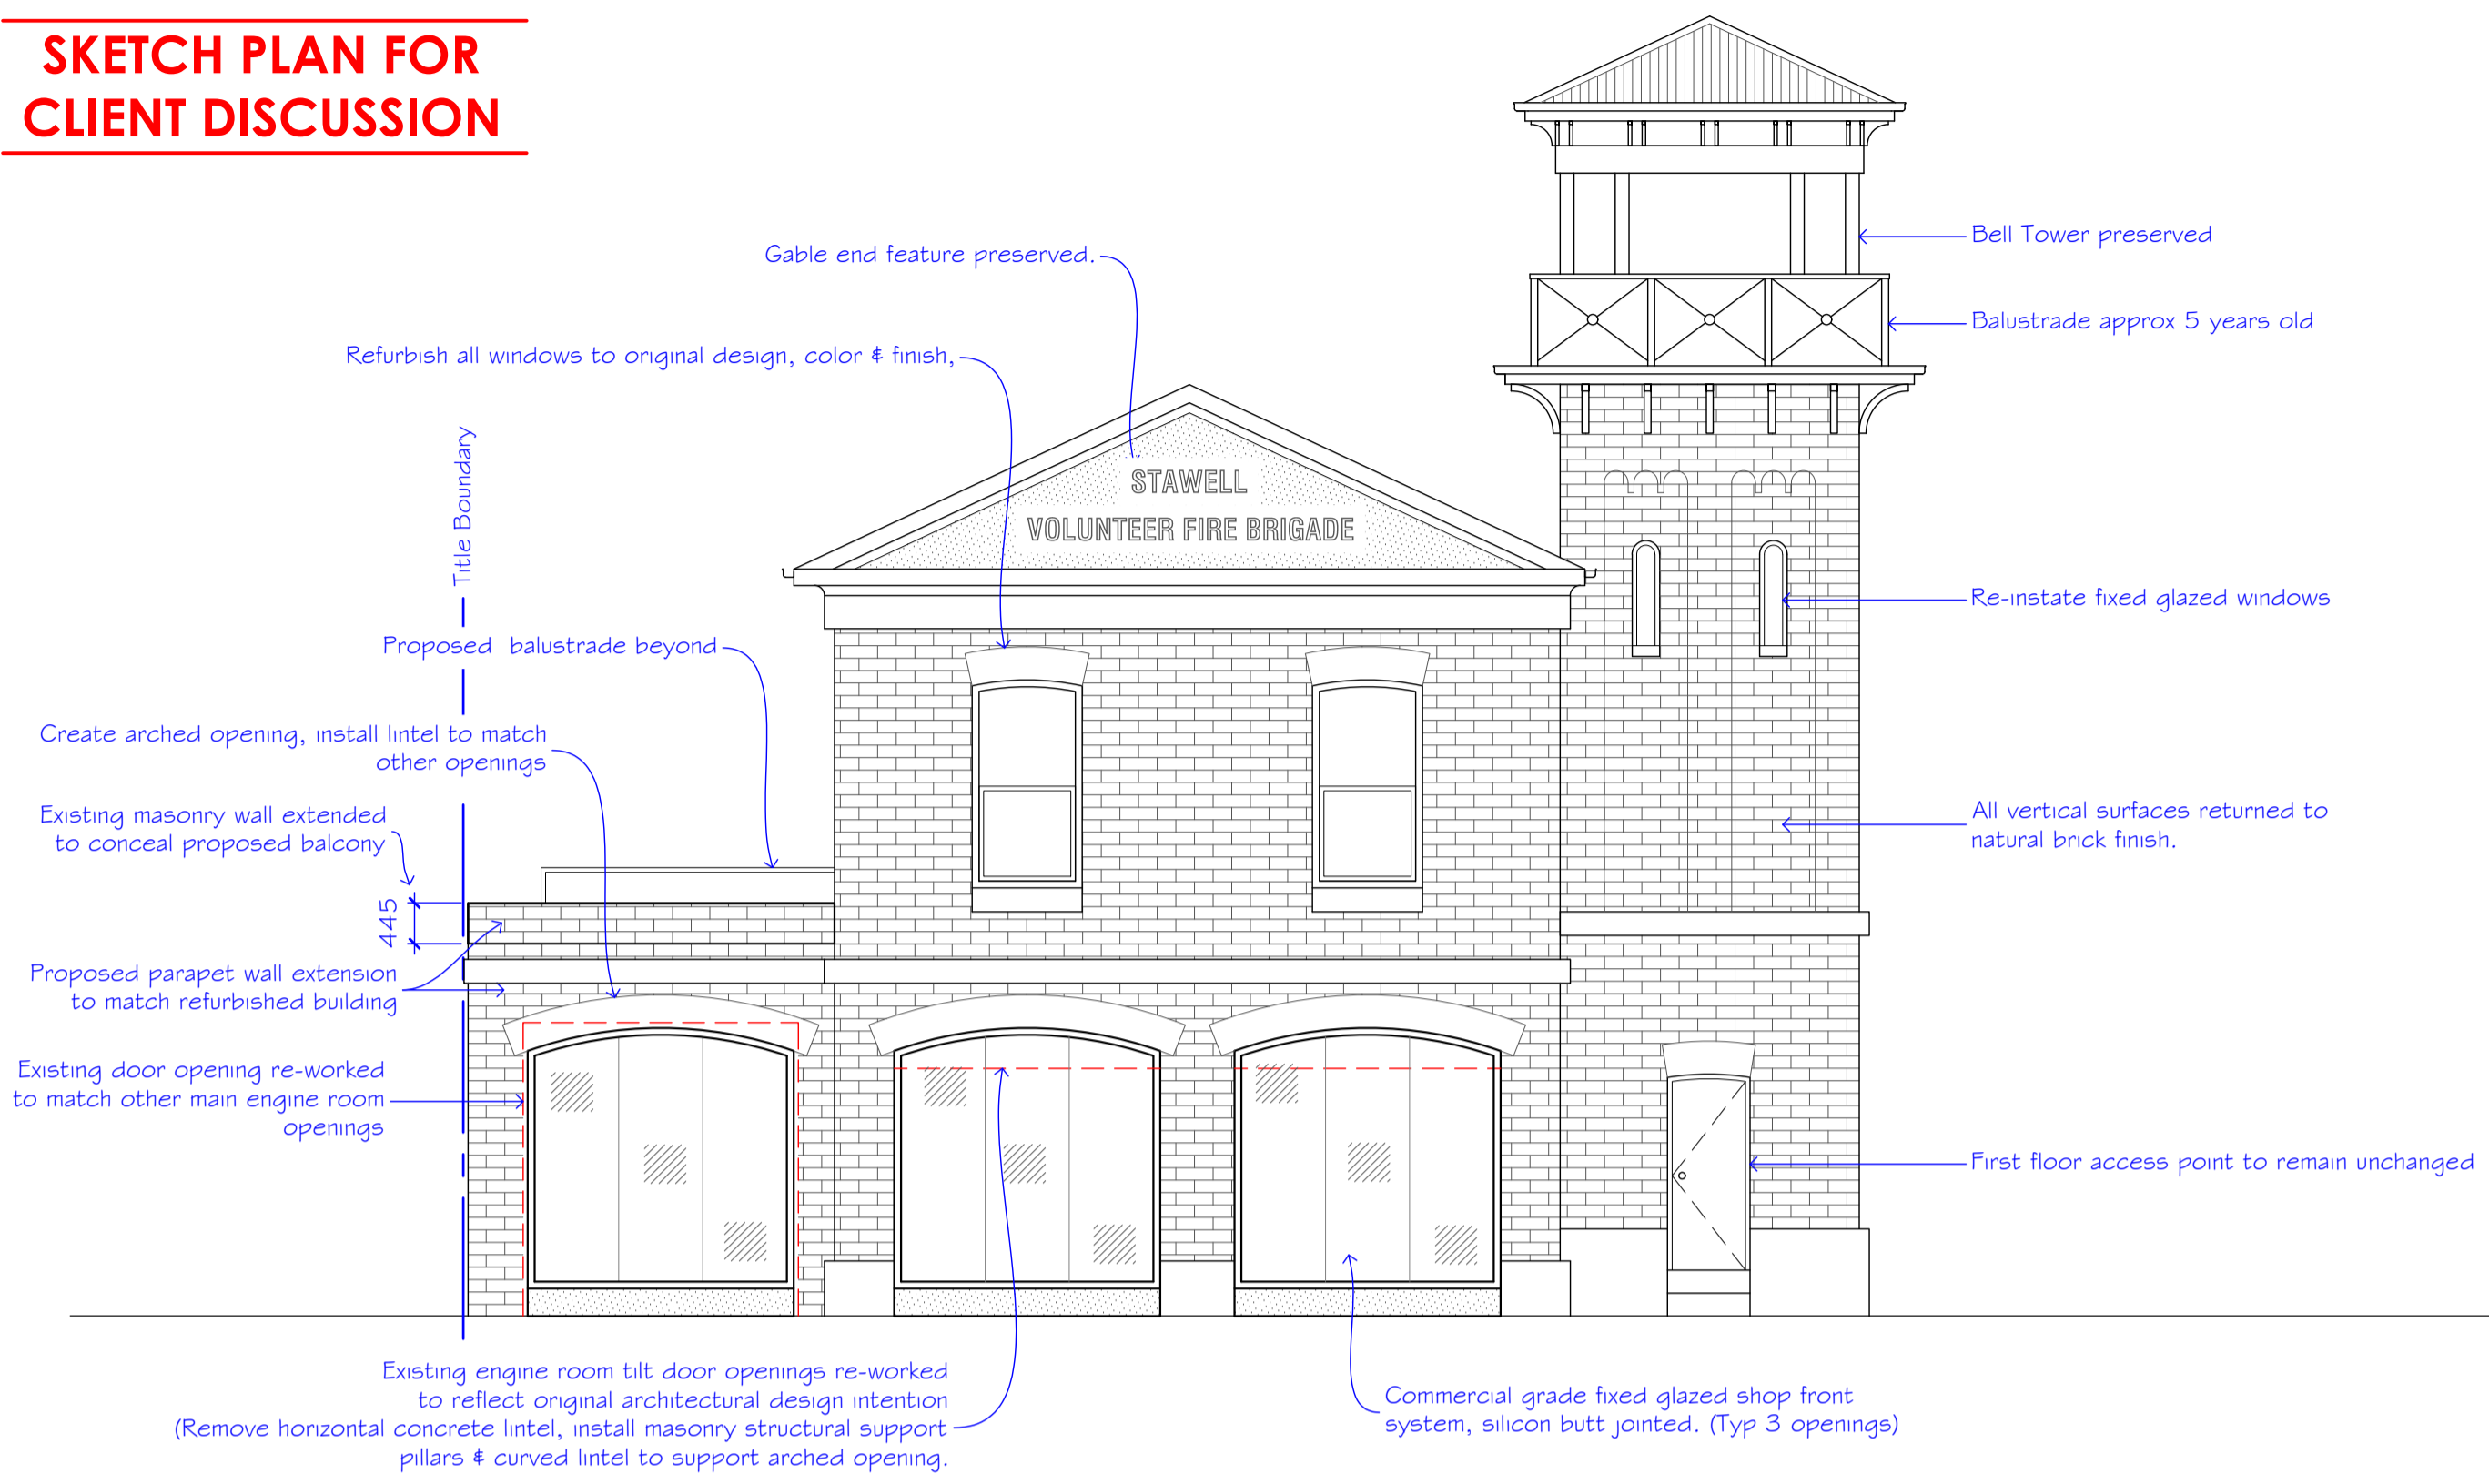 SKETCH PLAN FOR
CLIENT DISCUSSION
Bell Tower preserved
Gable end feature preserved.
Balustrade approx 5 years old
Refurbish all windows to original design, color & finish,
Title Boundary
STAWELL
VOLUNTEER FIRE BRIGADE
Re-instate fixed glazed windows
Proposed balustrade beyond
Create arched opening, install lintel to match
other openings
Existing masonry wall extended
to conceal proposed balcony
All vertical surfaces returned to
natural brick finish.
445
Proposed parapet wall extension
to match refurbished building
Existing door opening re-worked
to match other main engine room
openings
First floor access point to remain unchanged
Existing engine room tilt door openings re-worked
to reflect original architectural design intention
(Remove horizontal concrete lintel, install masonry structural support
pillars & curved lintel to support arched opening.
Commercial grade fixed glazed shop front
system, silicon butt jointed. (Typ 3 openings)